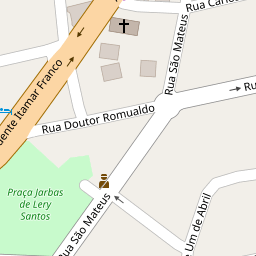 Rua Carlos
Rua São Mateus
dente Itamar Franco
Rua Doutor Romualdo
Ru
Praça Jarbas
de Lery
Santos
Rua São Mateus
e Um de Abril